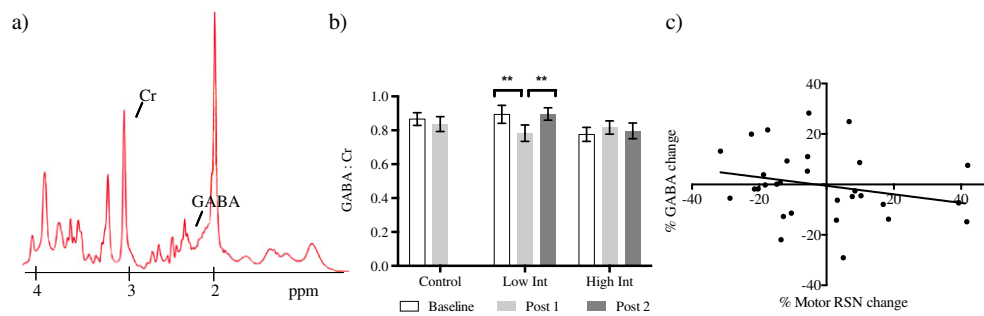 a)
Cr
GABA
4
3
2
ppm
b)
** **
1.0
0.8
0.6
0.4
0.2
0.0
GABA : Cr
Control
Low Int
High Int
Baseline
Post 1
Post 2
c)
40
20
-40
-20
20
40
-20
-40
% GABA change
% Motor RSN change